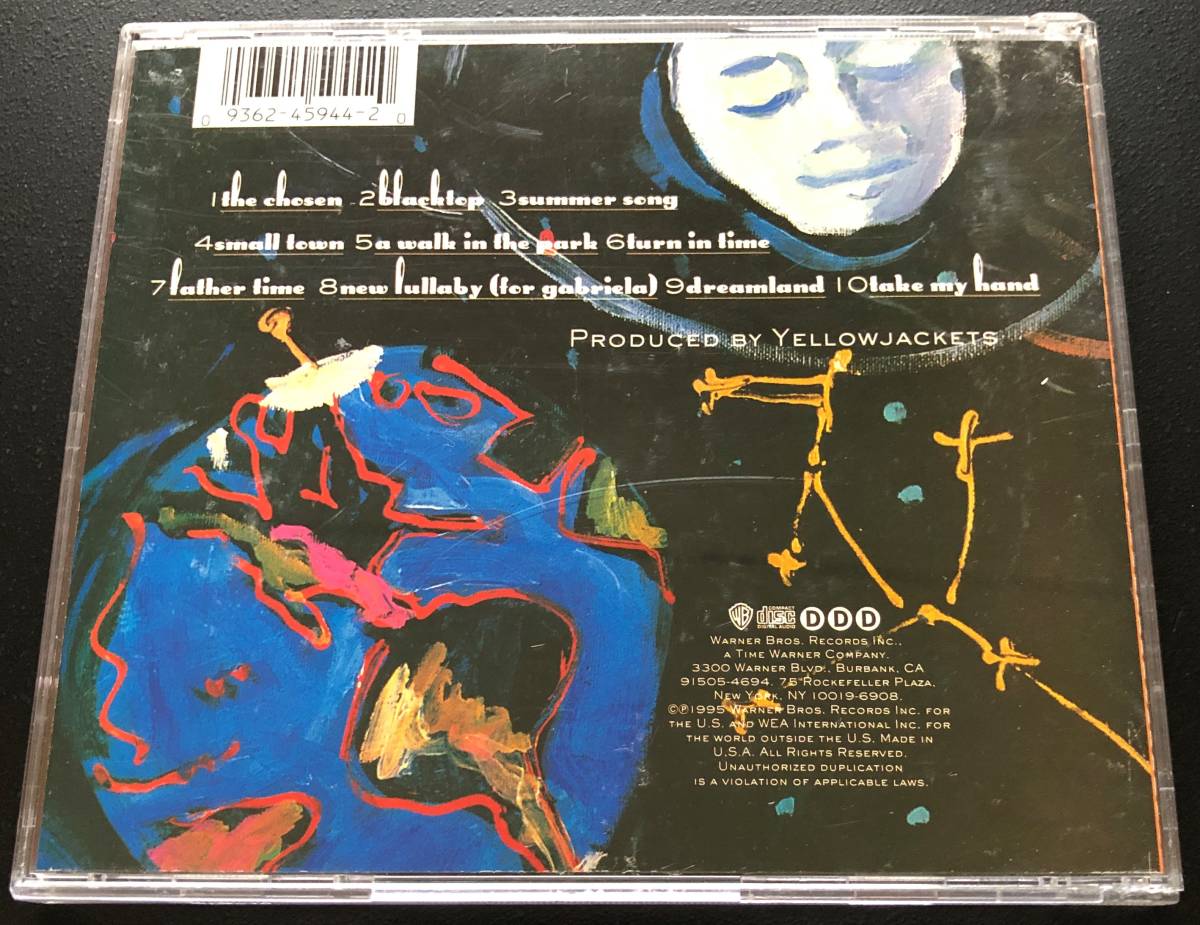 0 9362-45944-2 0
1 the chosen 2 blacktop 3 summer song
4 small town 5 a walk in the park 6 turn in time
7 father time 8 new lullaby (for gabriela) 9 dreamland 10 take my hand
PRODUCED BY YELLOWJACKETS
WB COMPACT disc DIGITAL AUDIO DDD
WARNER BROS. RECORDS INC.,
A TIME WARNER COMPANY.
3300 WARNER BLVD., BURBANK, CA
91505-4694. 75 ROCKEFELLER PLAZA,
NEW YORK, NY 10019-6908.
©℗1995 WARNER BROS. RECORDS INC. FOR
THE U.S. AND WEA INTERNATIONAL INC. FOR
THE WORLD OUTSIDE THE U.S. MADE IN
U.S.A. ALL RIGHTS RESERVED.
UNAUTHORIZED DUPLICATION
IS A VIOLATION OF APPLICABLE LAWS.